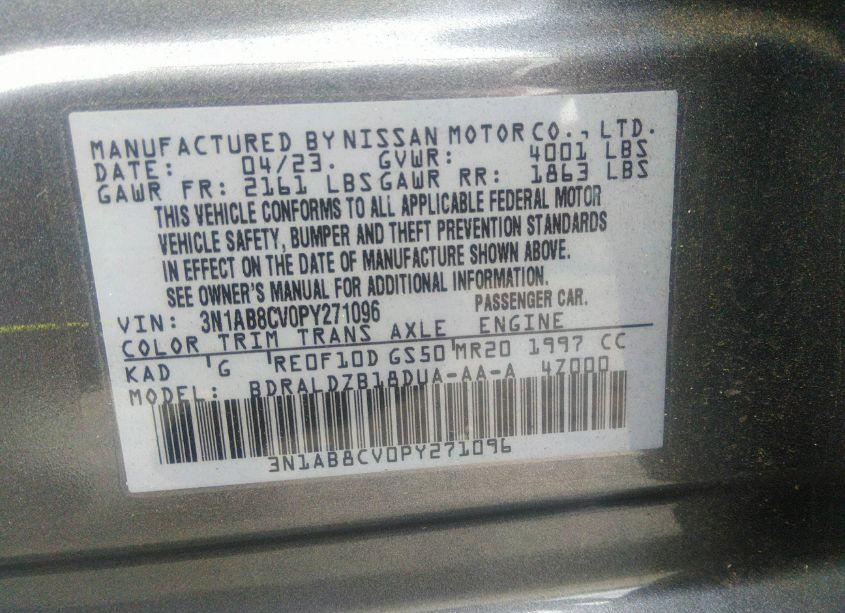 MANUFACTURED BY NISSAN MOTOR CO., LTD.
DATE: 04/23. GVWR: 4001 LBS
GAWR FR: 2161 LBS GAWR RR: 1863 LBS
THIS VEHICLE CONFORMS TO ALL APPLICABLE FEDERAL MOTOR
VEHICLE SAFETY, BUMPER AND THEFT PREVENTION STANDARDS
IN EFFECT ON THE DATE OF MANUFACTURE SHOWN ABOVE.
SEE OWNER'S MANUAL FOR ADDITIONAL INFORMATION.
VIN: 3N1AB8CV0PY271096 PASSENGER CAR.
COLOR TRIM TRANS AXLE ENGINE
KAD G RE0F10D GS50 MR20 1997 CC
MODEL: BDRALDZB18DUA-AA-A 4Z000
3N1AB8CV0PY271096